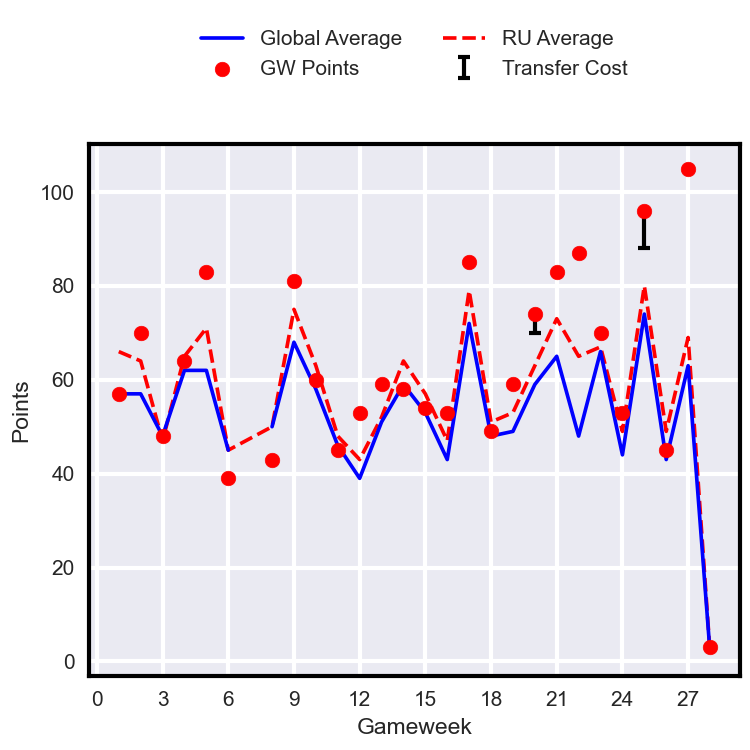 Global Average
RU Average
GW Points
Transfer Cost
100
80
60
40
20
0
Points
0 3 6 9 12 15 18 21 24 27
Gameweek